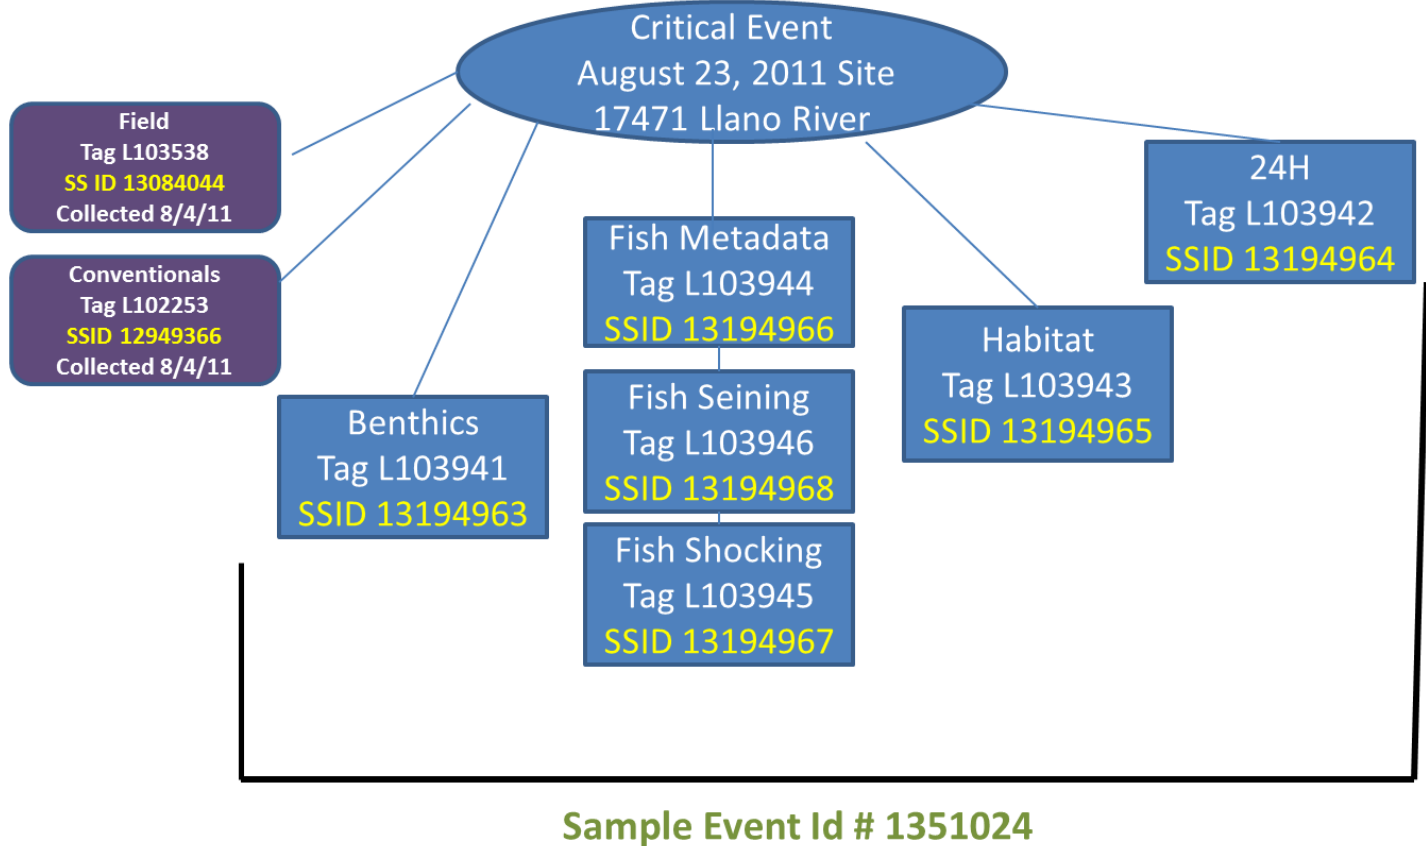 Critical Event
August 23, 2011 Site
17471 Llano River
Field
Tag L103538
SS ID 13084044
Collected 8/4/11
Conventionals
Tag L102253
SSID 12949366
Collected 8/4/11
Benthics
Tag L103941
SSID 13194963
Fish Metadata
Tag L103944
SSID 13194966
Fish Seining
Tag L103946
SSID 13194968
Fish Shocking
Tag L103945
SSID 13194967
Habitat
Tag L103943
SSID 13194965
24H
Tag L103942
SSID 13194964
Sample Event Id # 1351024